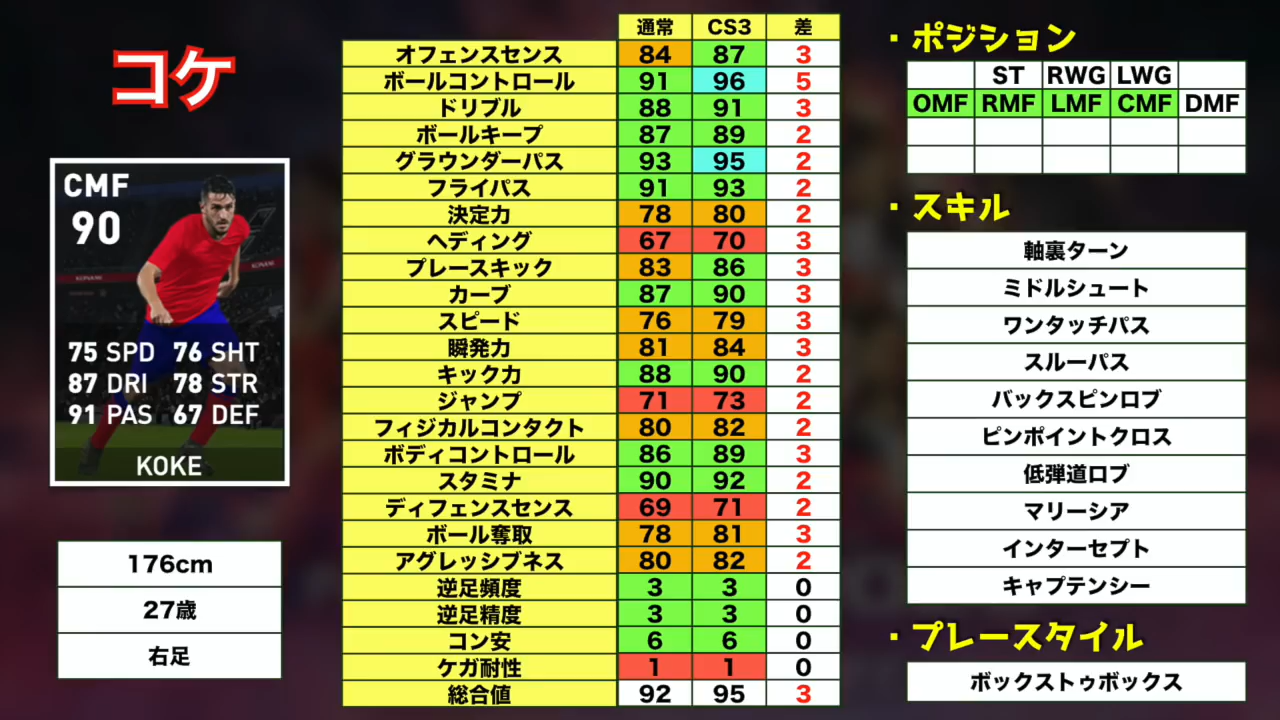 コケ
CMF
90
KONAMI
KONAMI
75 SPD 76 SHT
87 DRI 78 STR
91 PAS 67 DEF
KOKE
176cm
27歳
右足
通常 CS3 差
オフェンスセンス 84 87 3
ボールコントロール 91 96 5
ドリブル 88 91 3
ボールキープ 87 89 2
グラウンダーパス 93 95 2
フライパス 91 93 2
決定力 78 80 2
ヘディング 67 70 3
プレースキック 83 86 3
カーブ 87 90 3
スピード 76 79 3
瞬発力 81 84 3
キック力 88 90 2
ジャンプ 71 73 2
フィジカルコンタクト 80 82 2
ボディコントロール 86 89 3
スタミナ 90 92 2
ディフェンスセンス 69 71 2
ボール奪取 78 81 3
アグレッシブネス 80 82 2
逆足頻度 3 3 0
逆足精度 3 3 0
コン安 6 6 0
ケガ耐性 1 1 0
総合値 92 95 3
・ポジション
ST RWG LWG
OMF RMF LMF CMF DMF
・スキル
軸裏ターン
ミドルシュート
ワンタッチパス
スルーパス
バックスピンロブ
ピンポイントクロス
低弾道ロブ
マリーシア
インターセプト
キャプテンシー
・プレースタイル
ボックストゥボックス